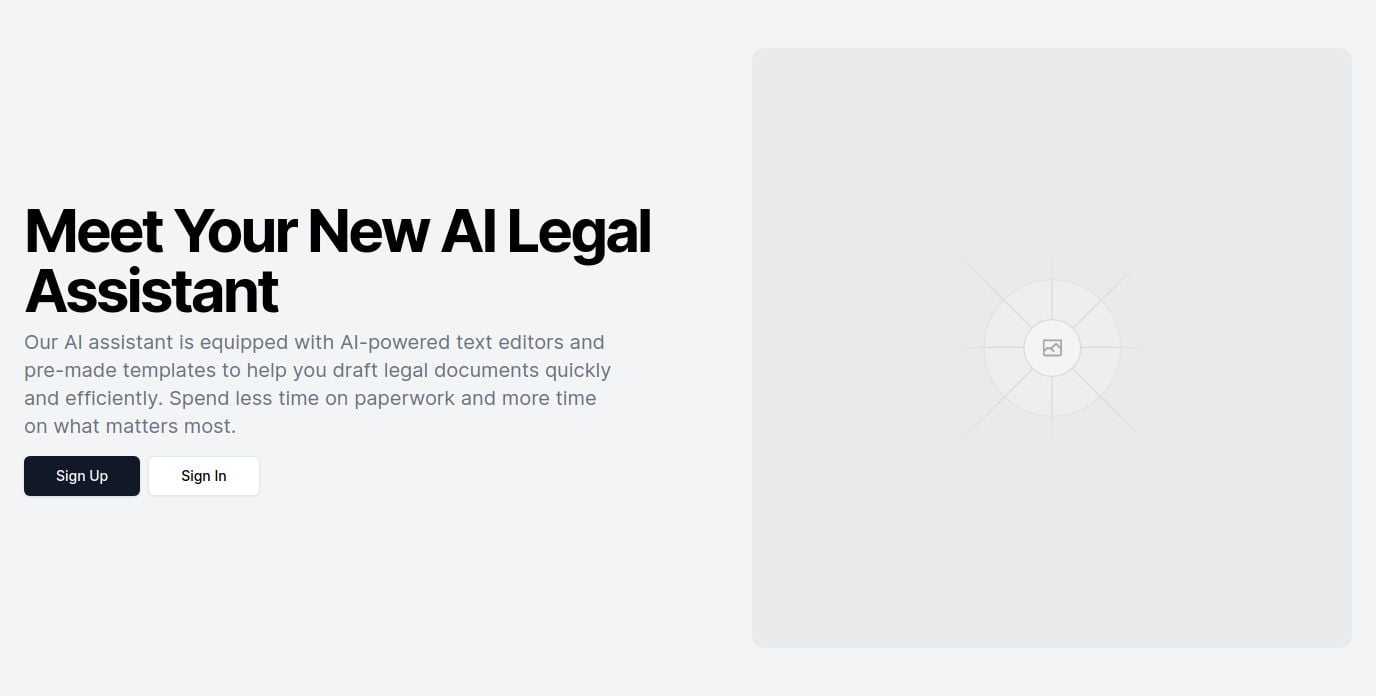 Meet Your New AI Legal
Assistant
Our AI assistant is equipped with AI-powered text editors and
pre-made templates to help you draft legal documents quickly
and efficiently. Spend less time on paperwork and more time
on what matters most.
Sign Up
Sign In